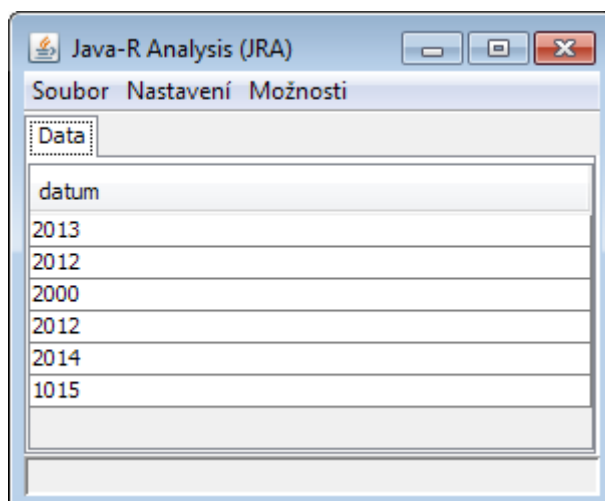 Java-R Analysis (JRA)
Soubor Nastavení Možnosti
Data
datum
2013
2012
2000
2012
2014
1015